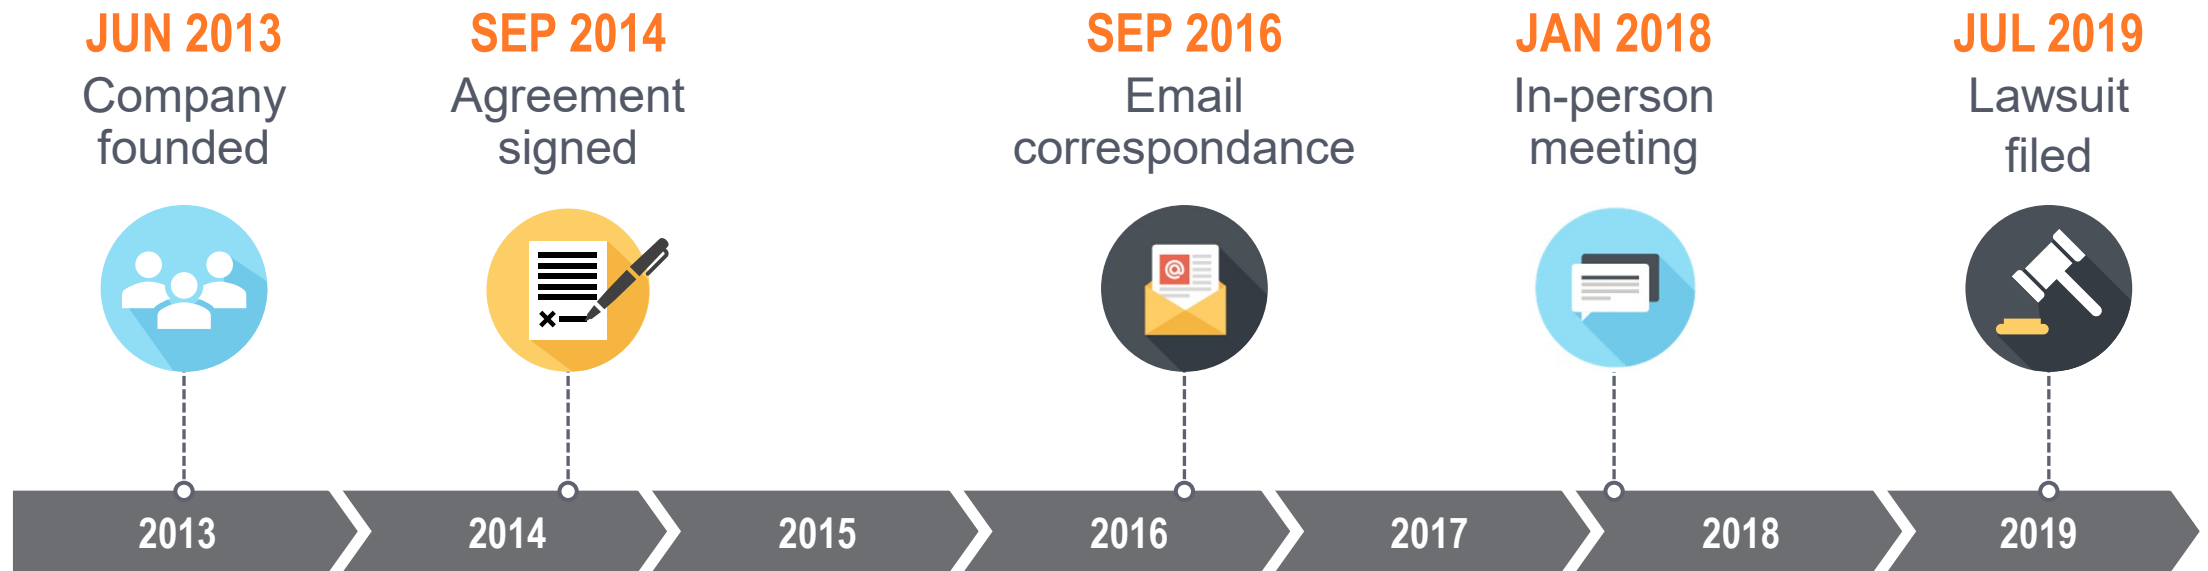 JUN 2013
Company
founded
SEP 2014
Agreement
signed
SEP 2016
Email
correspondance
JAN 2018
In-person
meeting
JUL 2019
Lawsuit
filed
@
2013
2014
2015
2016
2017
2018
2019